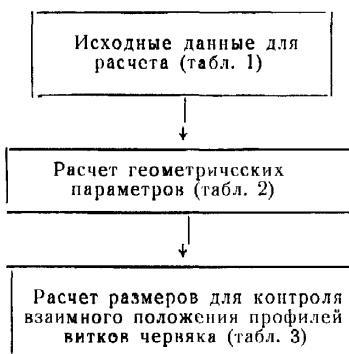 Исходные данные для
расчета (табл. 1)
Расчет геометрических
параметров (табл. 2)
Расчет размеров для контроля
взаимного положения профилей
витков червяка (табл. 3)